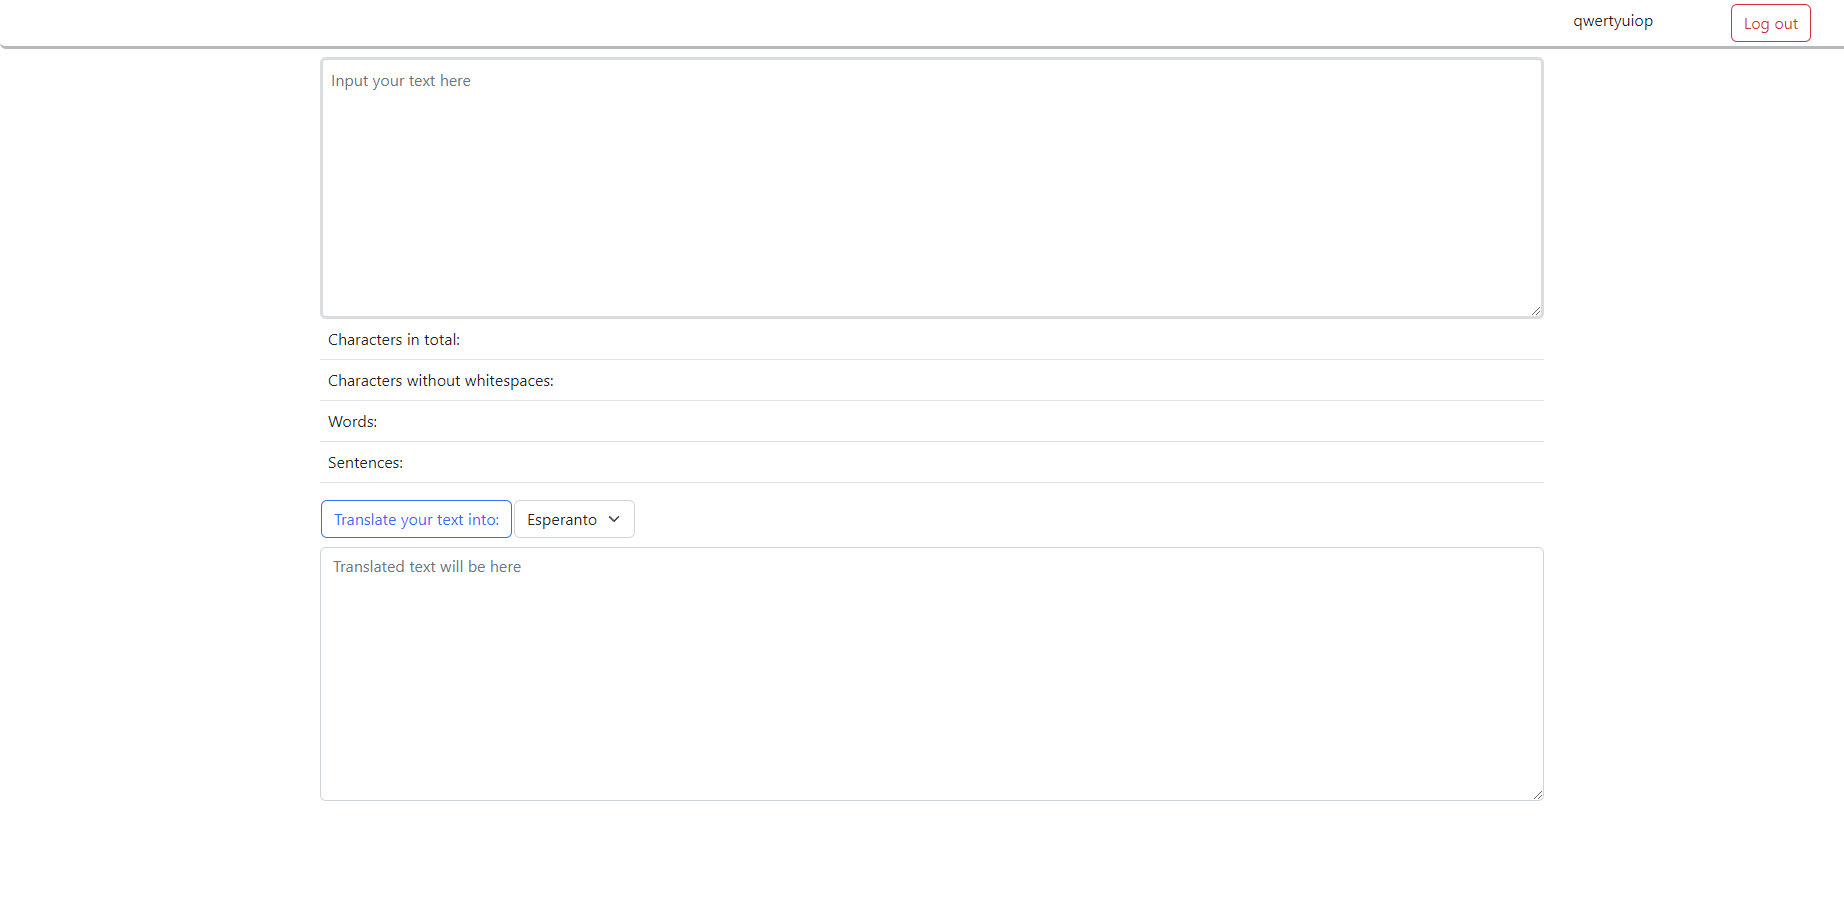 qwertyuiop Log out
Input your text here
Characters in total:
Characters without whitespaces:
Words:
Sentences:
Translate your text into: Esperanto
Translated text will be here